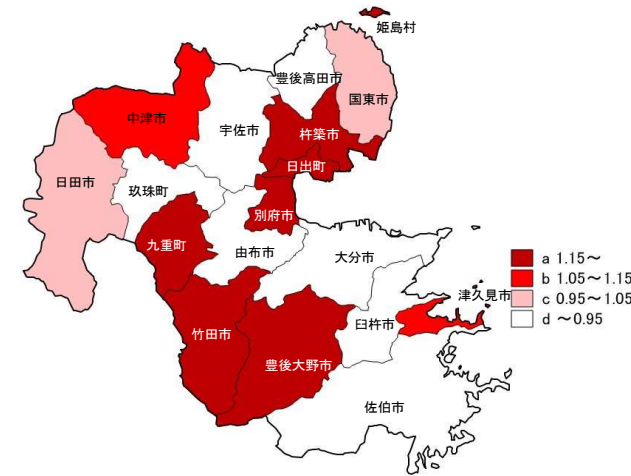 姫島村
豊後高田市
国東市
中津市
宇佐市
杵築市
日出町
日田市
玖珠町
別府市
九重町
由布市
大分市
a 1.15～
b 1.05～1.15
c 0.95～1.05
d ～0.95
津久見市
臼杵市
竹田市
豊後大野市
佐伯市